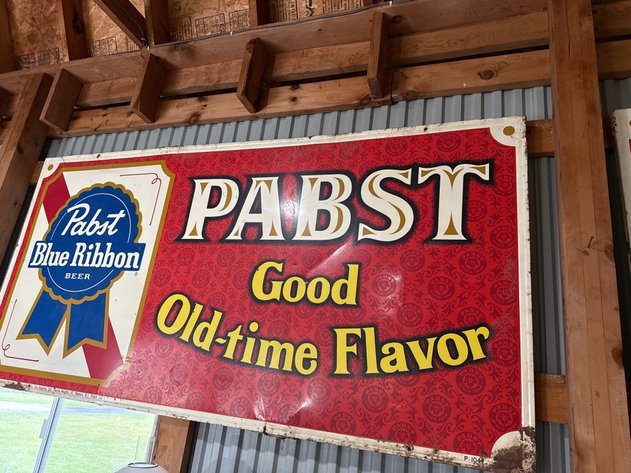 Pabst
Blue Ribbon
BEER
PABST
Good
Old-time Flavor